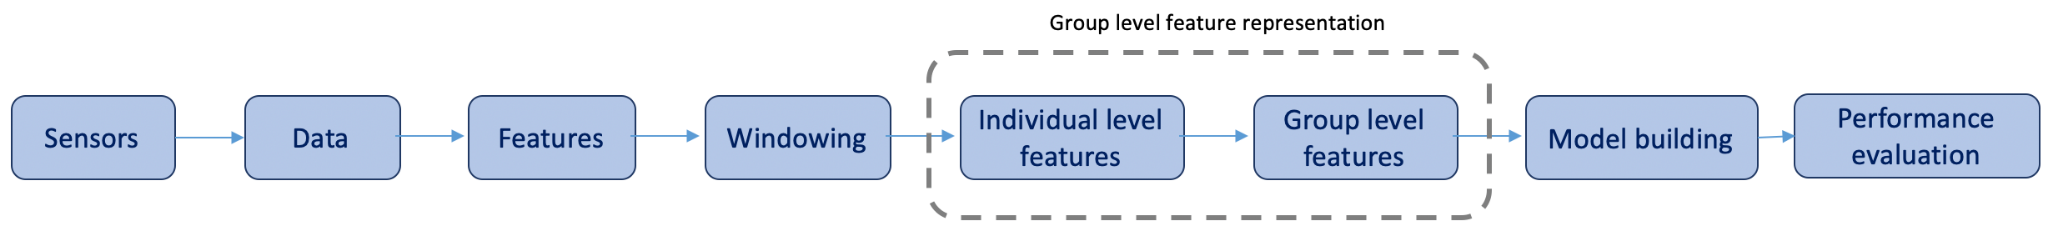 Group level feature representation
Sensors
Data
Features
Windowing
Individual level
features
Group level
features
Model building
Performance
evaluation